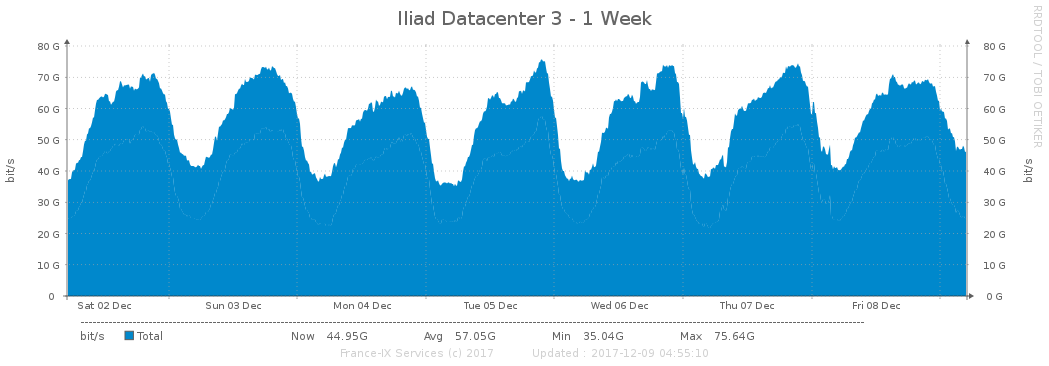 Iliad Datacenter 3 - 1 Week
RRDTOOL / TOBI OETIKER
bit/s
80 G 80 G
70 G 70 G
60 G 60 G
50 G 50 G
40 G 40 G
30 G 30 G
20 G 20 G
10 G 10 G
0 0 G
bit/s
Sat 02 Dec Sun 03 Dec Mon 04 Dec Tue 05 Dec Wed 06 Dec Thu 07 Dec Fri 08 Dec
bit/s Total Now 44.95G Avg 57.05G Min 35.04G Max 75.64G
France-IX Services (c) 2017 Updated : 2017-12-09 04:55:10